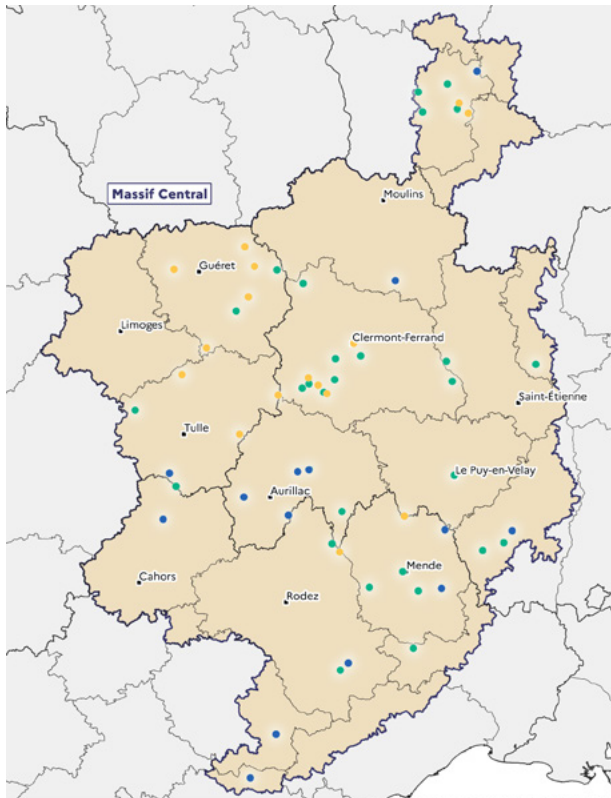 Moulins
Massif Central
Guéret
Limoges
Clermont-Ferrand
Saint-Étienne
Tulle
Le Puy-en-Velay
Aurillac
Mende
Cahors
Rodez